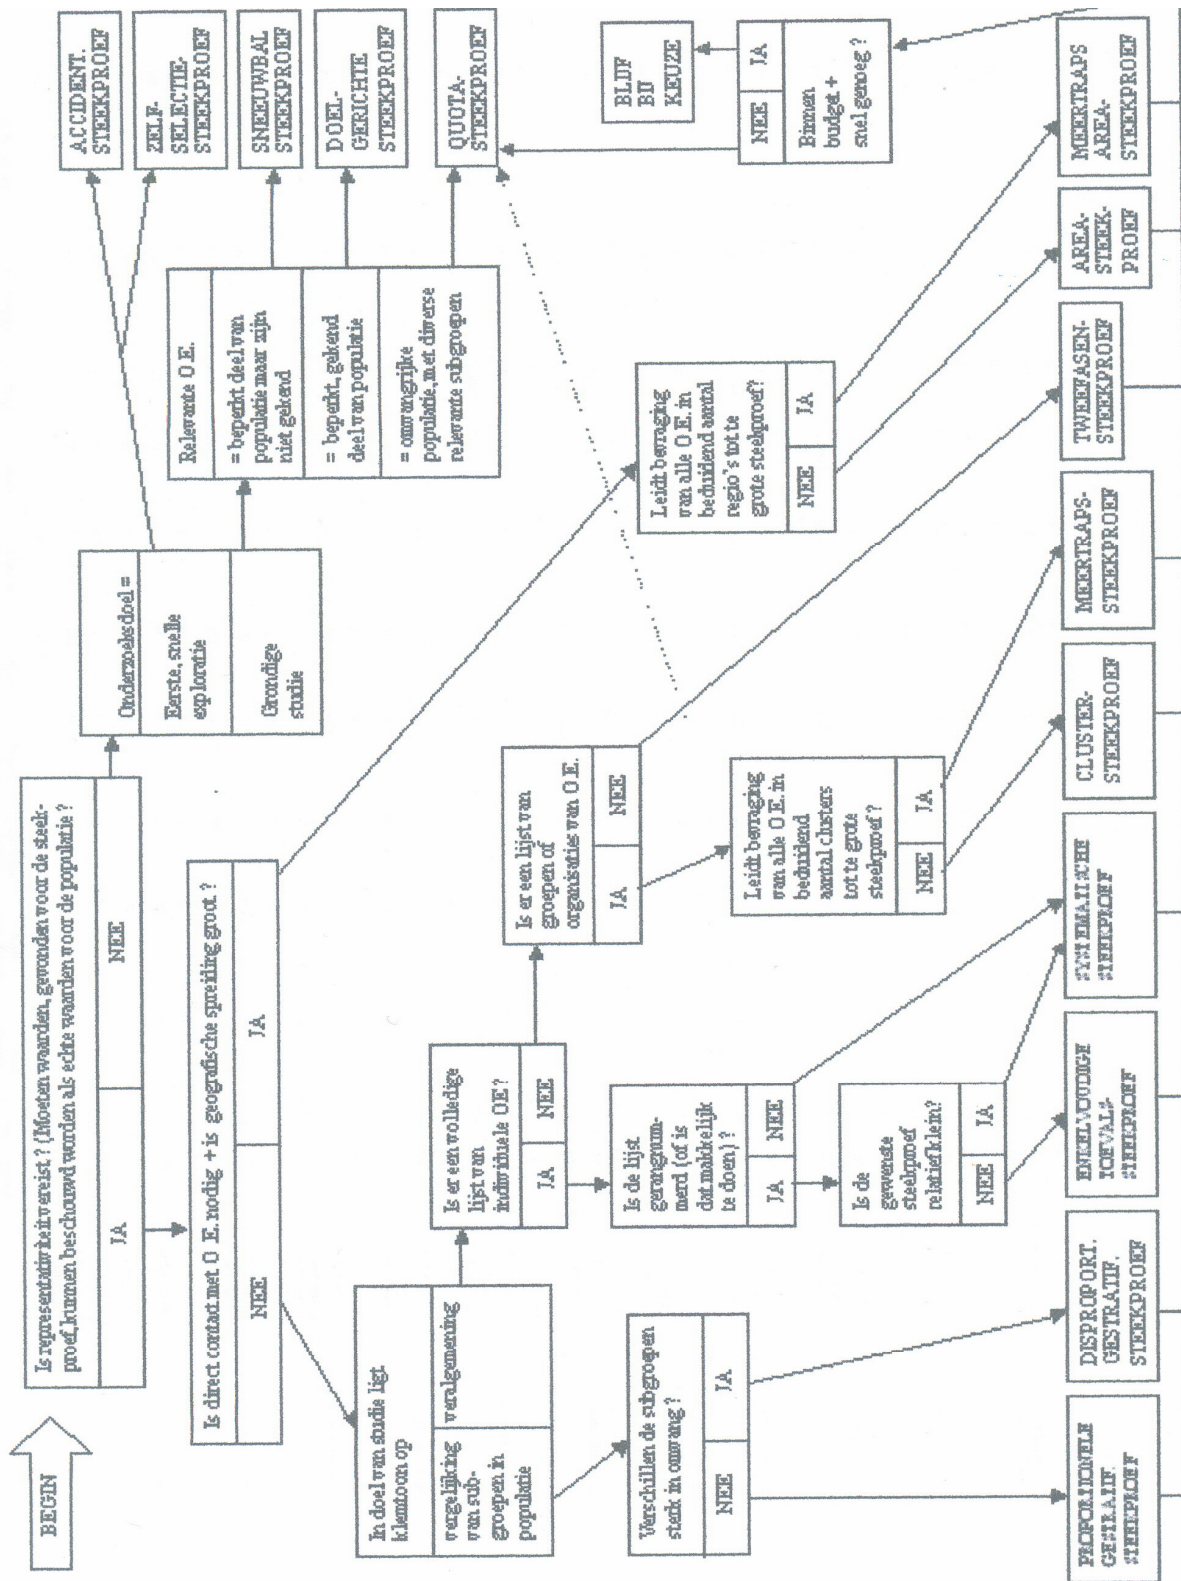 BEGIN
Is representativiteit vereist ? (Moeten waarden, gevonden voor de steek-
proef, kunnen beschouwd worden als echte waarden voor de populatie ?
JA
NEE
Onderzoeksdoel =
Eerste, snelle
exploratie
Grondige
studie
ACCIDENT.
STEEKPROEF
ZELF-
SELECTIE-
STEEKPROEF
Relevante O.E.
= beperkt deel van
populatie maar zijn
niet gekend
= beperkt, gekend
deel van populatie
= omvangrijke
populatie, met diverse
relevante subgroepen
SNEEUWBAL
STEEKPROEF
DOEL-
GERICHTE
STEEKPROEF
QUOTA-
STEEKPROEF
Is direct contact met O.E. nodig + is geografische spreiding groot ?
NEE
JA
In doel van studie ligt
klemtoon op
vergelijking
van sub-
groepen in
populatie
veralgemening
Is er een volledige
lijst van
individuele OE ?
JA
NEE
Is er een lijst van
groepen of
organisaties van O.E.
JA
NEE
Leidt bevraging
van alle O.E. in
beduidend aantal
regio's tot te
grote steekproef?
NEE
JA
BLIJF
BIJ
KEUZE
NEE
JA
Binnen
budget +
snel genoeg ?
Verschillen de subgroepen
sterk in omvang ?
NEE
JA
Is de lijst
gerangnum-
merd (of is
dat makkelijk
te doen) ?
JA
NEE
Leidt bevraging
van alle O.E. in
beduidend
aantal clusters
tot te grote
steekproef ?
NEE
JA
Is de
gewenste
steekproef
relatief klein?
NEE
JA
PROPORTIONELE
GESTRATIF.
STEEKPROEF
DISPROPORT.
GESTRATIF.
STEEKPROEF
ENKELVOUDIGE
TOEVALS-
STEEKPROEF
SYSTEMATISCHE
STEEKPROEF
CLUSTER-
STEEKPROEF
MEERTRAPS-
STEEKPROEF
TWEEFASEN-
STEEKPROEF
AREA-
STEEK-
PROEF
MEERTRAPS
AREA-
STEEKPROEF